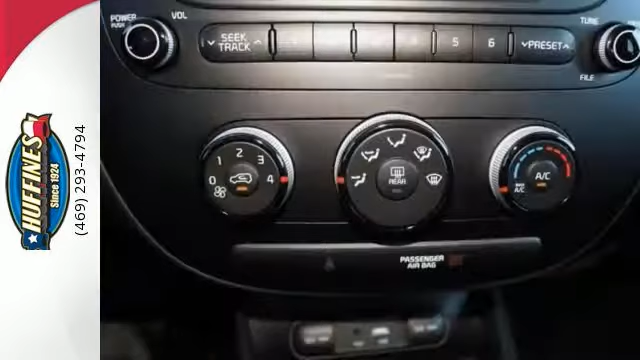 POWER
PUSH
VOL
SEEK
TRACK
5
6
PRESET
TUNE
FILE
0 1 2 3 4
REAR
A/C
MAX
A/C
PASSENGER
AIR BAG
HUFFINES
Since 1924
(469) 293-4794